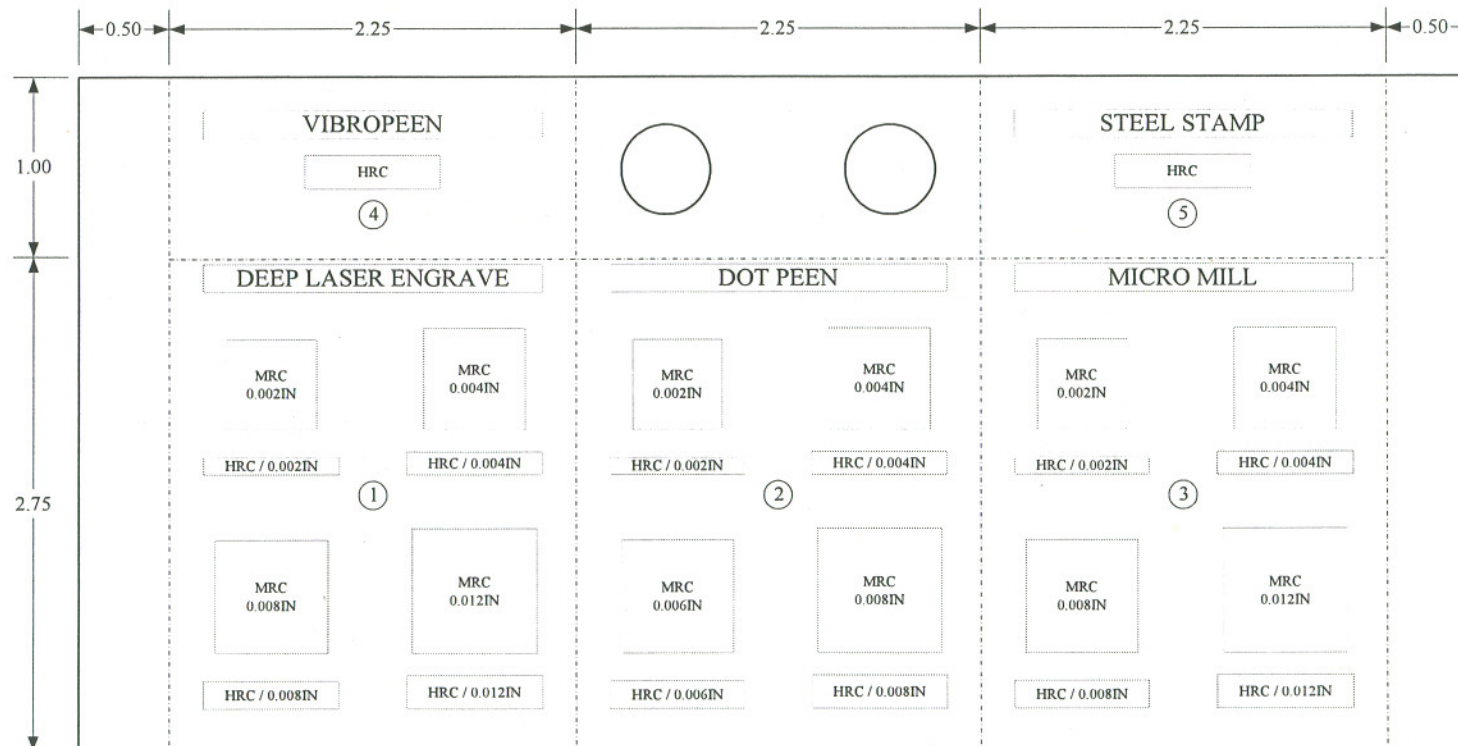 0.50
2.25
2.25
2.25
0.50
1.00
VIBROPEEN
HRC
4
STEEL STAMP
HRC
5
2.75
DEEP LASER ENGRAVE
DOT PEEN
MICRO MILL
MRC
0.002IN
MRC
0.004IN
MRC
0.002IN
MRC
0.004IN
MRC
0.002IN
MRC
0.004IN
HRC / 0.002IN
HRC / 0.004IN
HRC / 0.002IN
HRC / 0.004IN
HRC / 0.002IN
HRC / 0.004IN
1
2
3
MRC
0.008IN
MRC
0.012IN
MRC
0.006IN
MRC
0.008IN
MRC
0.008IN
MRC
0.012IN
HRC / 0.008IN
HRC / 0.012IN
HRC / 0.006IN
HRC / 0.008IN
HRC / 0.008IN
HRC / 0.012IN